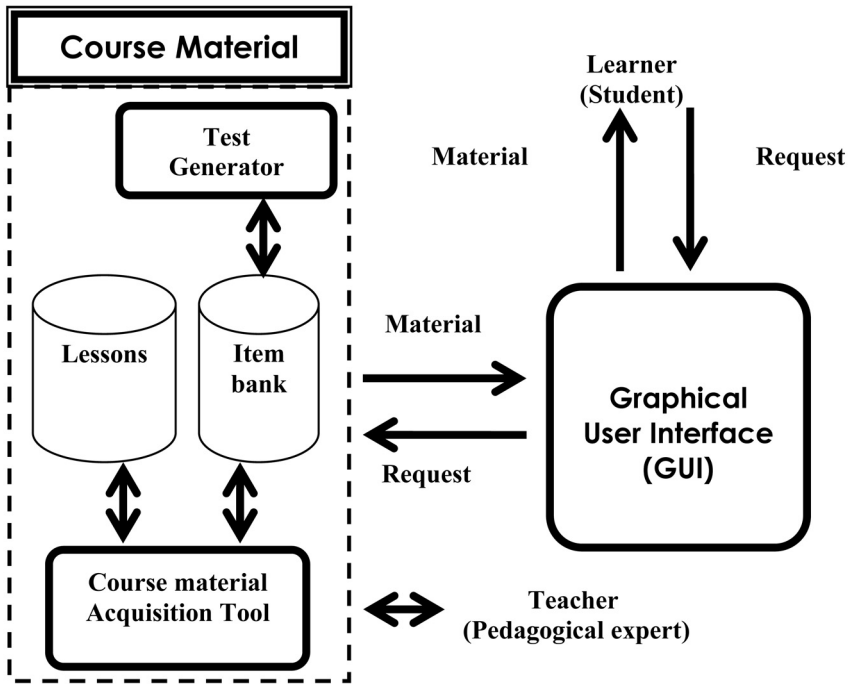 Course Material
Test
Generator
Lessons
Item
bank
Course material
Acquisition Tool
Material
Request
Learner
(Student)
Material
Request
Graphical
User Interface
(GUI)
Teacher
(Pedagogical expert)